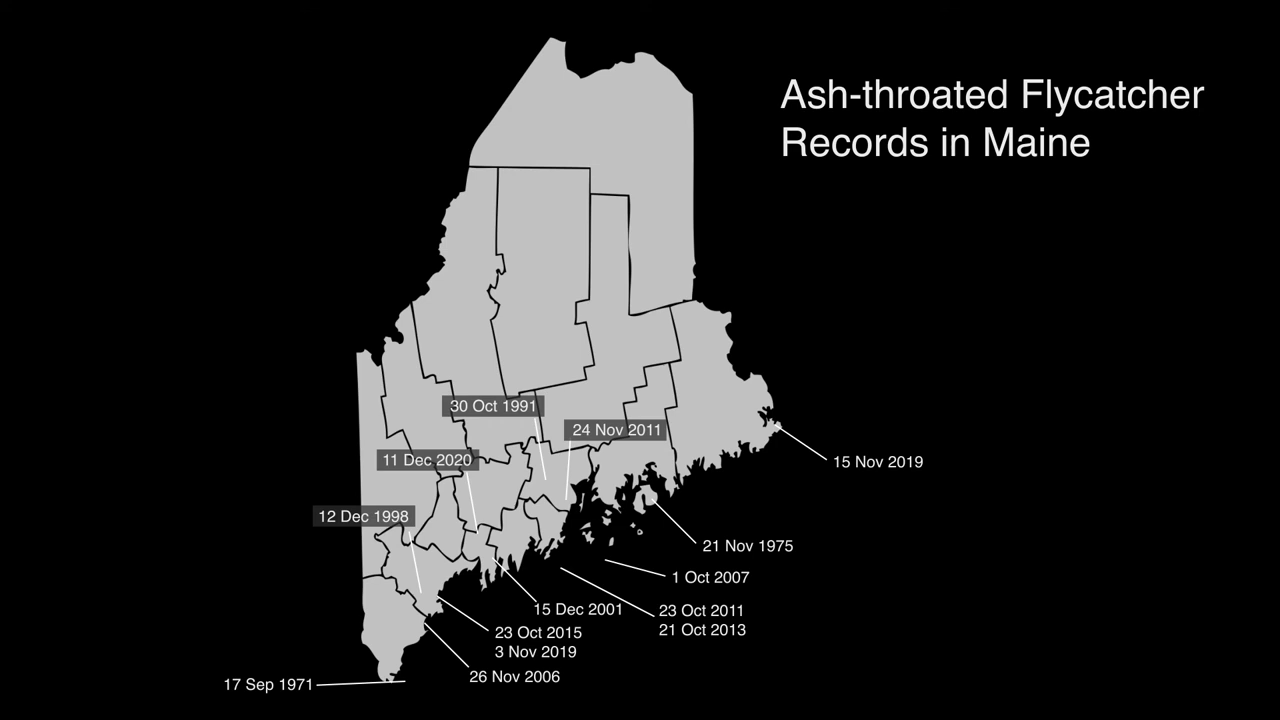 Ash-throated Flycatcher
Records in Maine
30 Oct 1991
24 Nov 2011
11 Dec 2020
15 Nov 2019
12 Dec 1998
21 Nov 1975
1 Oct 2007
15 Dec 2001
23 Oct 2011
21 Oct 2013
23 Oct 2015
3 Nov 2019
26 Nov 2006
17 Sep 1971